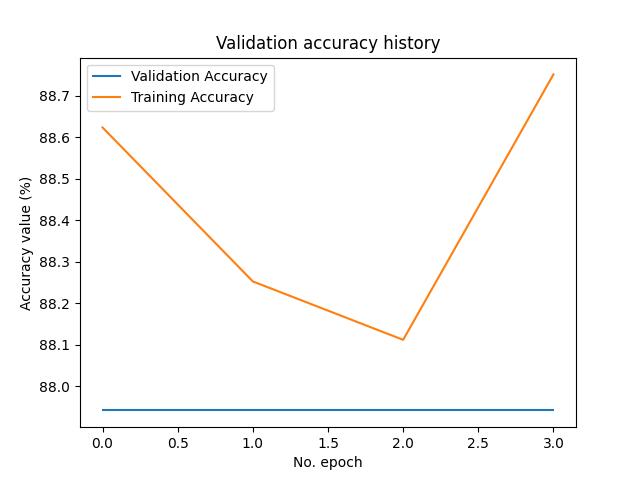 Validation accuracy history
Validation Accuracy
Training Accuracy
88.7
88.6
88.5
88.4
88.3
88.2
88.1
88.0
Accuracy value (%)
0.0 0.5 1.0 1.5 2.0 2.5 3.0
No. epoch